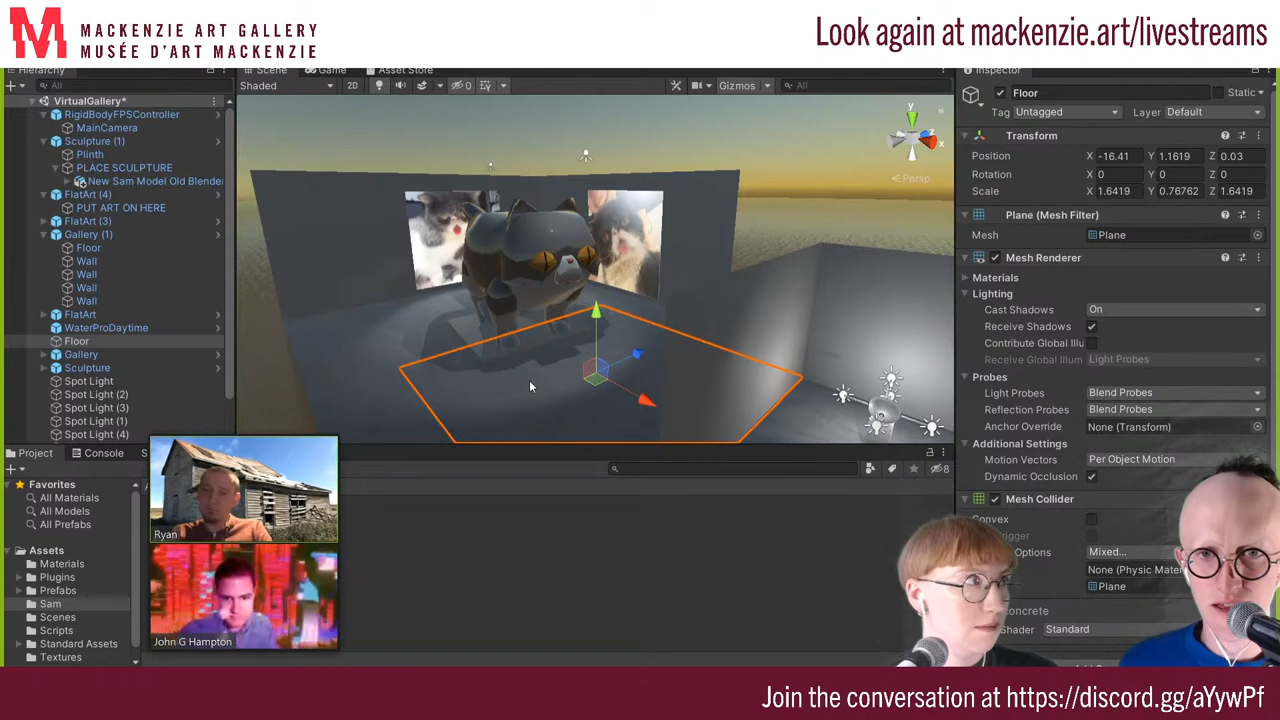 MACKENZIE ART GALLERY
MUSÉE D'ART MACKENZIE
Look again at mackenzie.art/livestreams
Hierarchy
Scene
Game
Asset Store
Inspector
All
Shaded
2D
0
Gizmos
All
Floor
Static
Tag Untagged
Layer Default
VirtualGallery*
RigidBodyFPSController
MainCamera
Sculpture (1)
Plinth
PLACE SCULPTURE
New Sam Model Old Blender
FlatArt (4)
PUT ART ON HERE
FlatArt (3)
Gallery (1)
Floor
Wall
Wall
Wall
Wall
FlatArt
WaterProDaytime
Floor
Gallery
Sculpture
Spot Light
Spot Light (2)
Spot Light (3)
Spot Light (1)
Spot Light (4)
y
z
x
Persp
Transform
Position X -16.41 Y 1.1619 Z 0.03
Rotation X 0 Y 0 Z 0
Scale X 1.6419 Y 0.76762 Z 1.6419
Plane (Mesh Filter)
Mesh Plane
Mesh Renderer
Materials
Lighting
Cast Shadows On
Receive Shadows
Contribute Global Illu
Receive Global Illum Light Probes
Probes
Light Probes Blend Probes
Reflection Probes Blend Probes
Anchor Override None (Transform)
Additional Settings
Motion Vectors Per Object Motion
Dynamic Occlusion
Mesh Collider
Convex
Trigger
Options Mixed...
None (Physic Mater
Plane
Concrete
Shader Standard
Project
Console
8
Favorites
All Materials
All Models
All Prefabs
Assets
Materials
Plugins
Prefabs
Sam
Scenes
Scripts
Standard Assets
Textures
Ryan
John G Hampton
Join the conversation at https://discord.gg/aYywPf